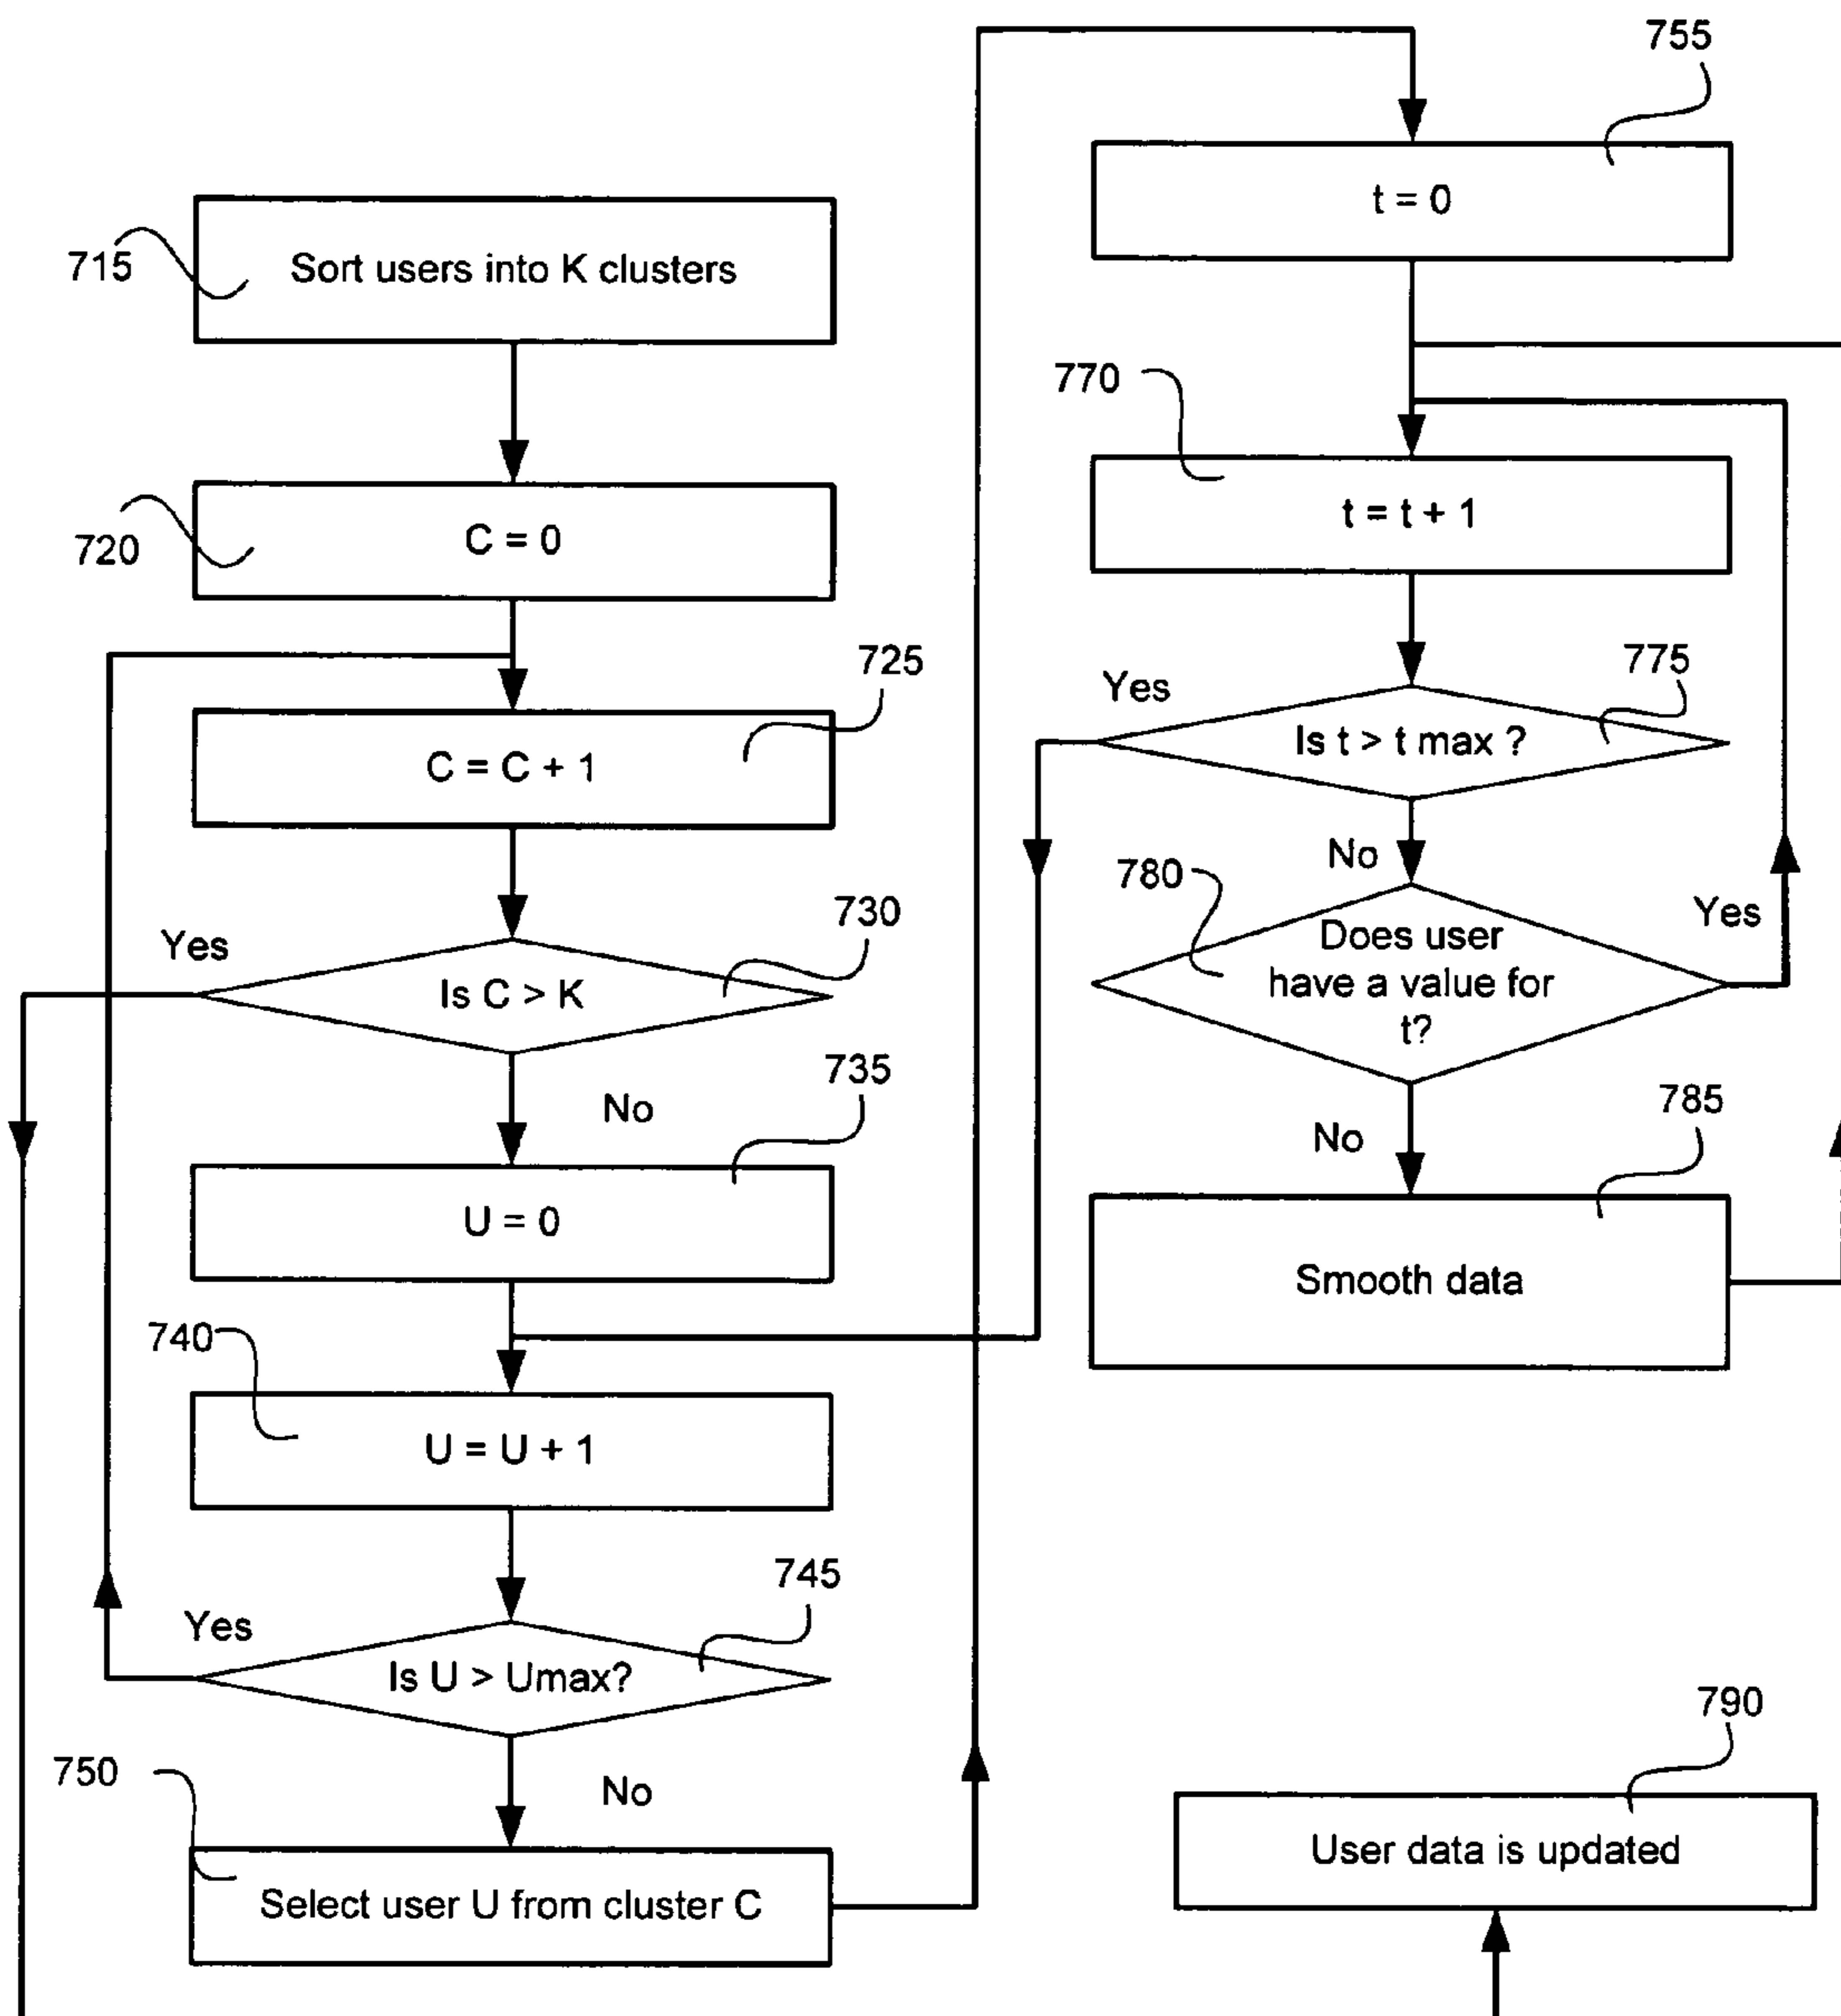 715
Sort users into K clusters
720
C = 0
725
C = C + 1
730
Yes
Is C > K
No
735
U = 0
740
U = U + 1
745
Yes
Is U > Umax?
No
750
Select user U from cluster C
755
t = 0
770
t = t + 1
775
Yes
Is t > t max ?
No
780
Does user
have a value for
t?
Yes
No
785
Smooth data
790
User data is updated